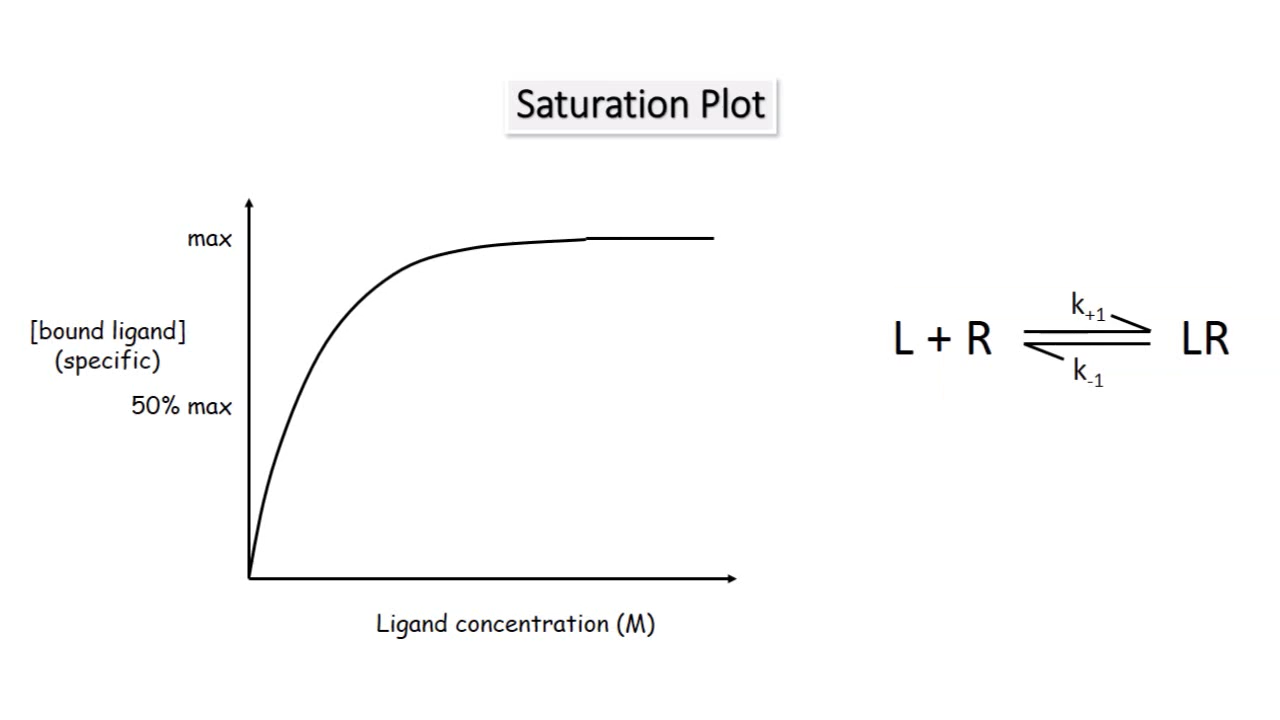 Saturation Plot
max
[bound ligand]
(specific)
50% max
Ligand concentration (M)
k+1
L + R
LR
k-1